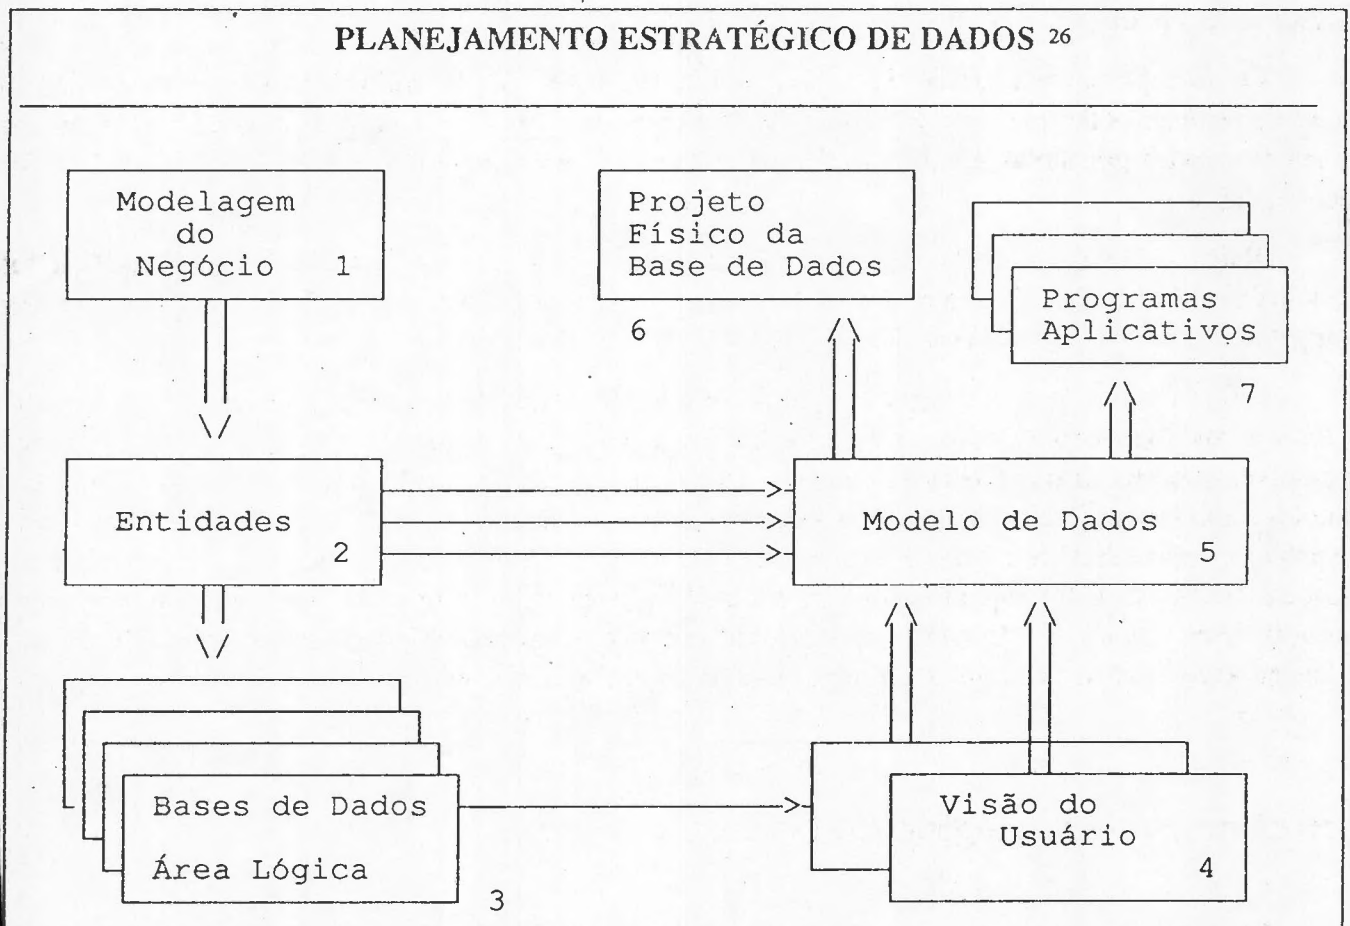 PLANEJAMENTO ESTRATÉGICO DE DADOS 26
Modelagem
do
Negócio 1
Projeto
Físico da
Base de Dados
6
Programas
Aplicativos
7
Entidades
2
Modelo de Dados
5
Bases de Dados
Área Lógica
3
Visão do
Usuário
4